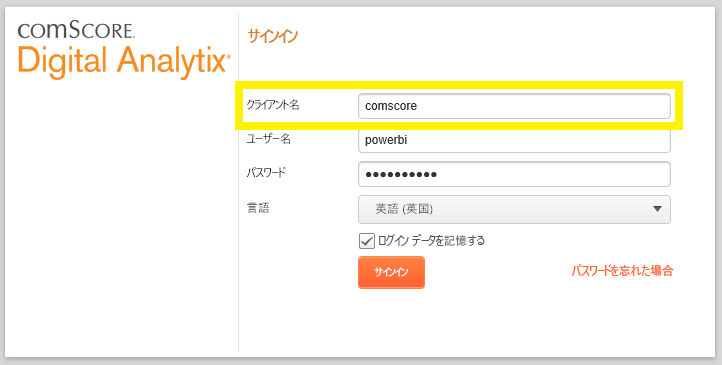 COMSCORE.
Digital Analytix®
サインイン
クライアント名
comscore
ユーザー名
powerbi
パスワード
●●●●●●●●●●
言語
英語 (英国)
ログイン データを記憶する
サインイン
パスワードを忘れた場合